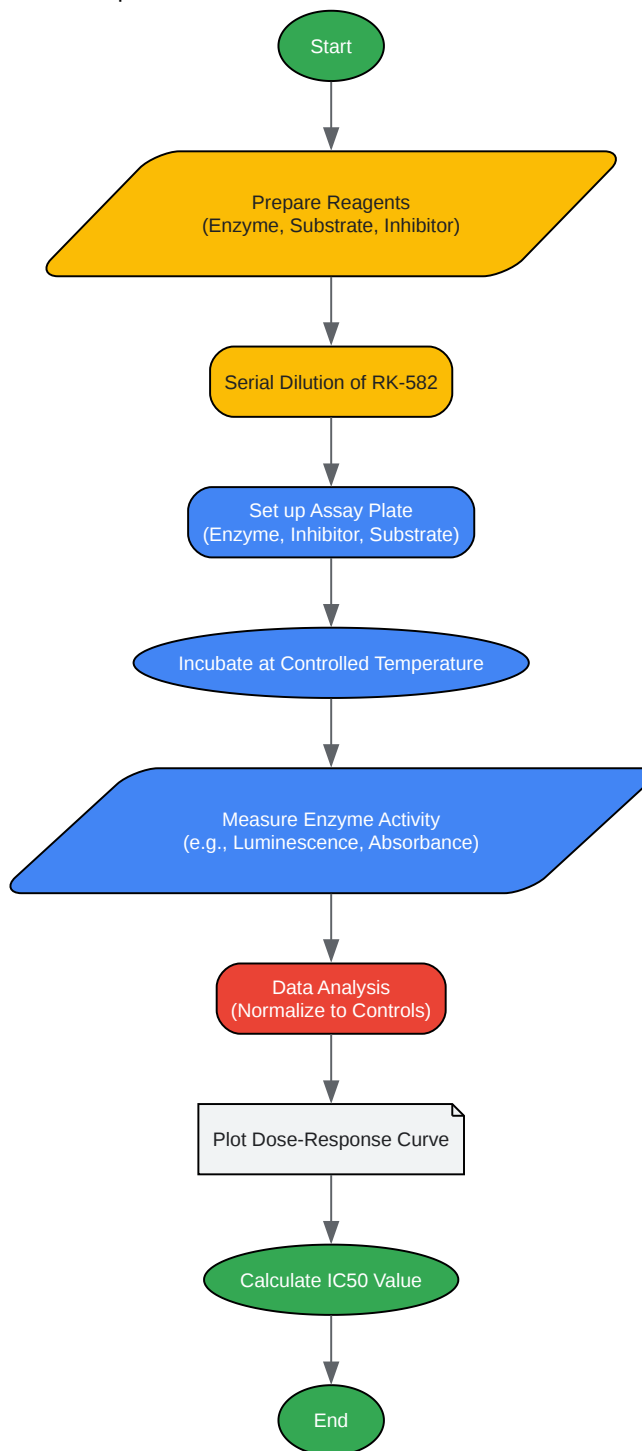 Start
Prepare Reagents
(Enzyme, Substrate, Inhibitor)
Serial Dilution of RK-582
Set up Assay Plate
(Enzyme, Inhibitor, Substrate)
Incubate at Controlled Temperature
Measure Enzyme Activity
(e.g., Luminescence, Absorbance)
Data Analysis
(Normalize to Controls)
Plot Dose-Response Curve
Calculate IC50 Value
End